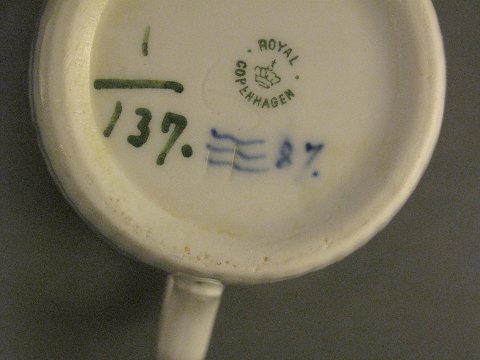 1
137.
ROYAL
COPENHAGEN
87.